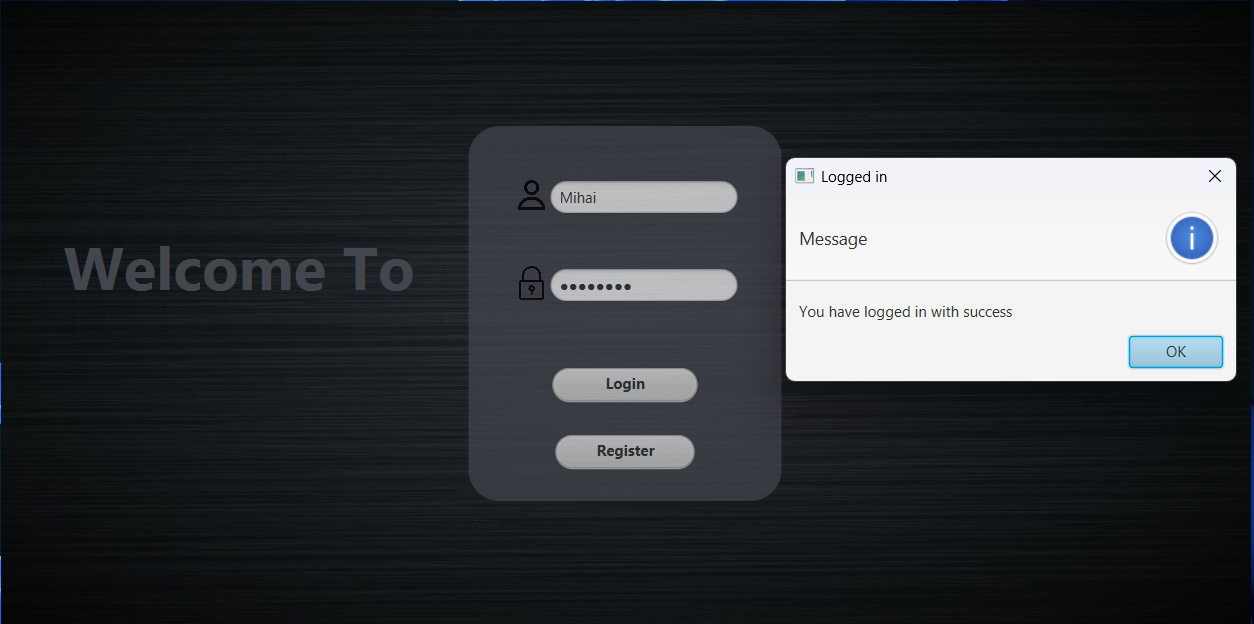 Welcome To
Mihai
••••••••
Login
Register
Logged in
Message
You have logged in with success
OK